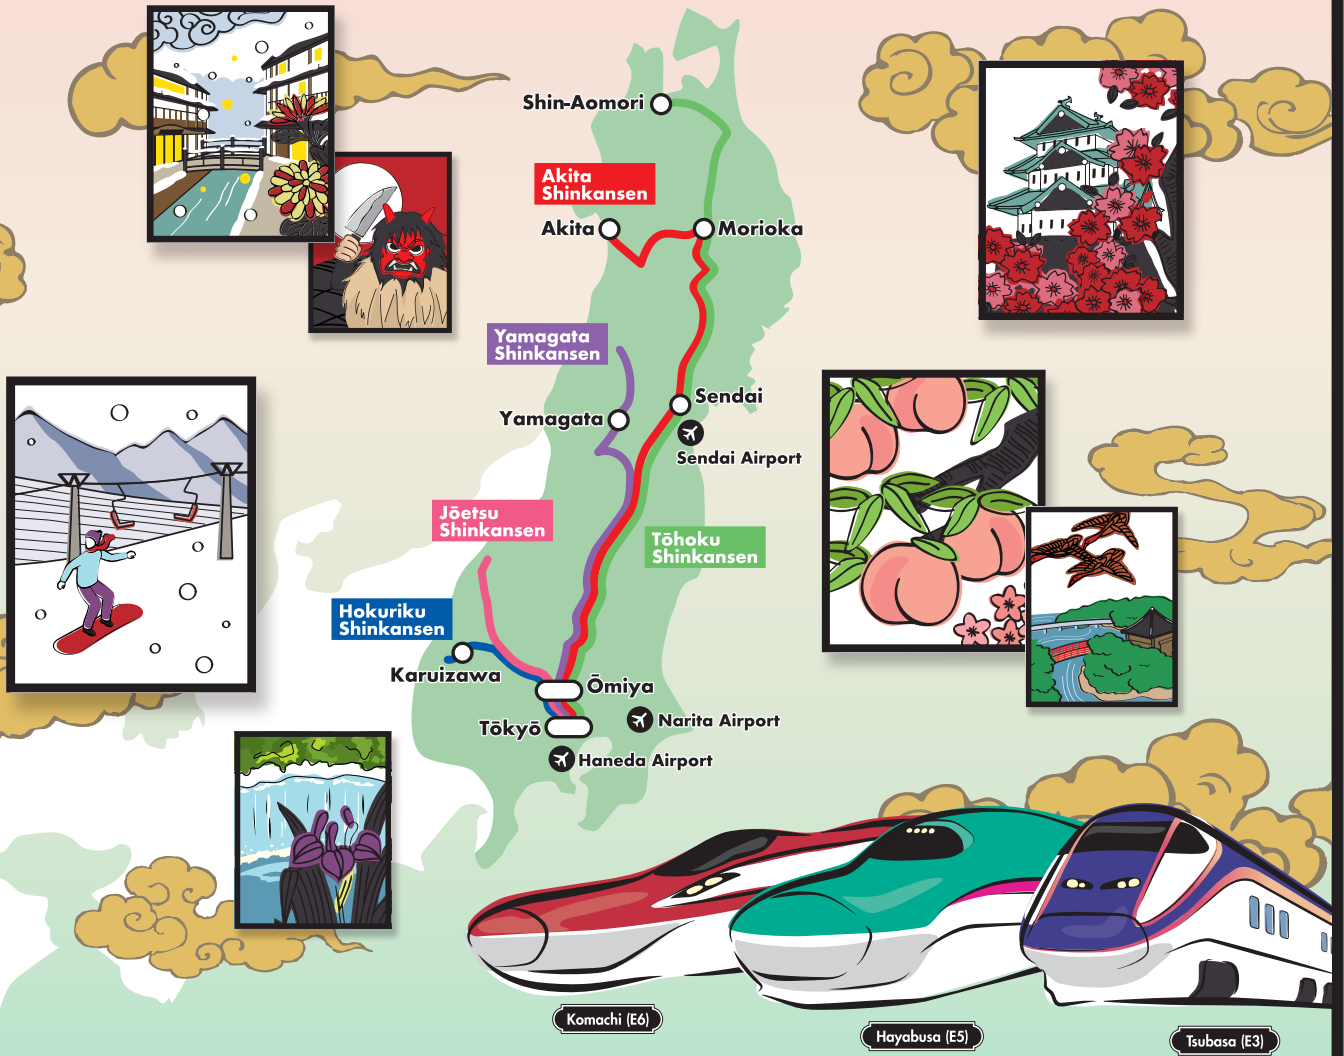 Shin-Aomori
Akita
Shinkansen
Akita
Morioka
Yamagata
Shinkansen
Sendai
Yamagata
Sendai Airport
Jōetsu
Shinkansen
Tōhoku
Shinkansen
Hokuriku
Shinkansen
Karuizawa
Ōmiya
Tōkyō
Narita Airport
Haneda Airport
Komachi (E6)
Hayabusa (E5)
Tsubasa (E3)